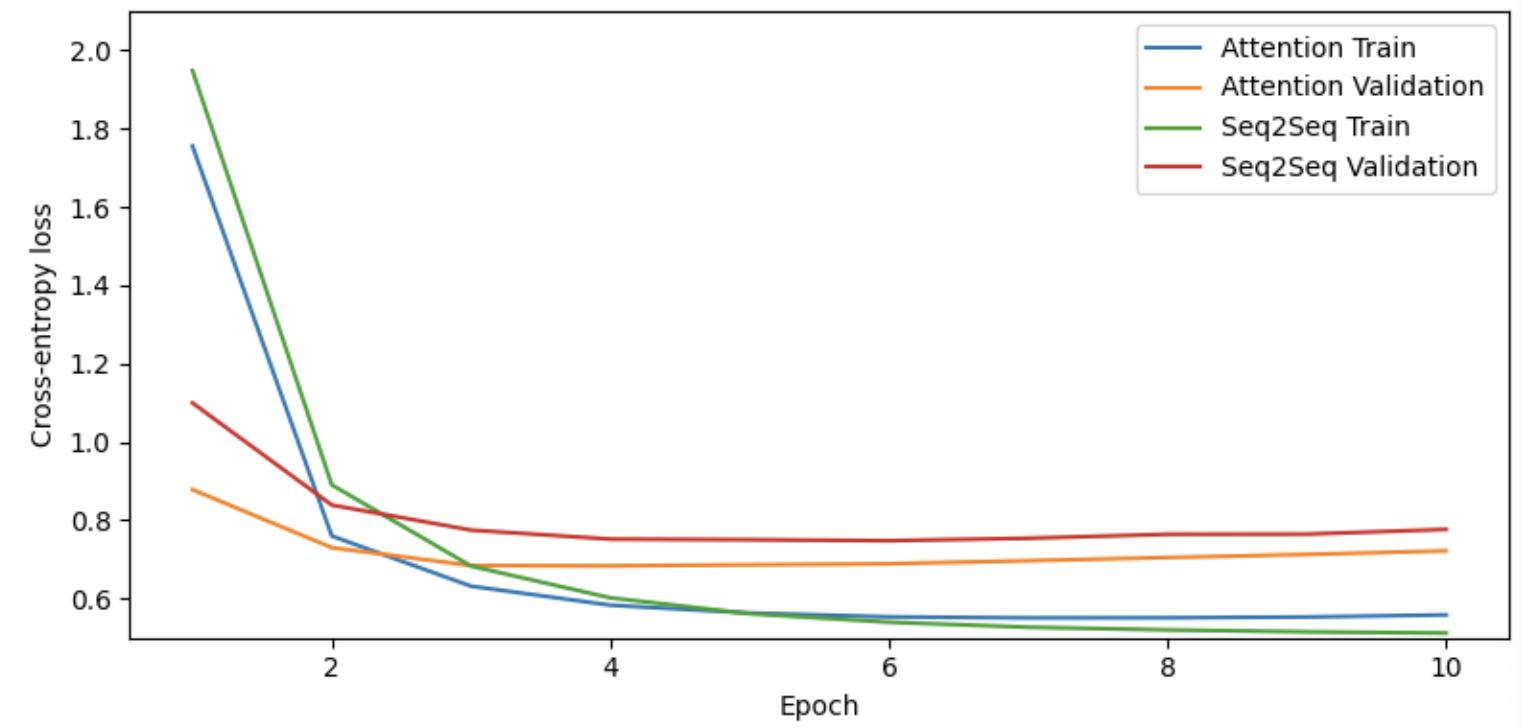 2.0
1.8
1.6
1.4
1.2
1.0
0.8
0.6
Cross-entropy loss
Attention Train
Attention Validation
Seq2Seq Train
Seq2Seq Validation
2 4 6 8 10
Epoch